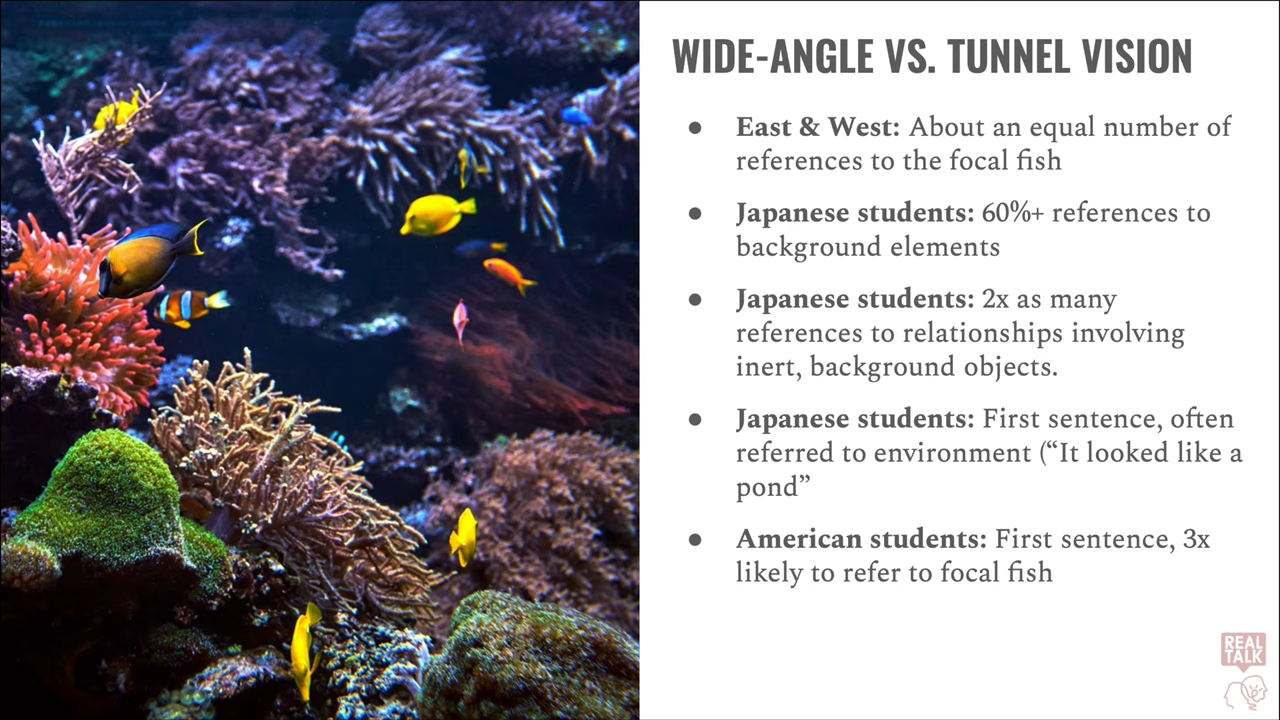 WIDE-ANGLE VS. TUNNEL VISION
● East & West: About an equal number of
references to the focal fish
● Japanese students: 60%+ references to
background elements
● Japanese students: 2x as many
references to relationships involving
inert, background objects.
● Japanese students: First sentence, often
referred to environment (“It looked like a
pond”
● American students: First sentence, 3x
likely to refer to focal fish
REAL
TALK